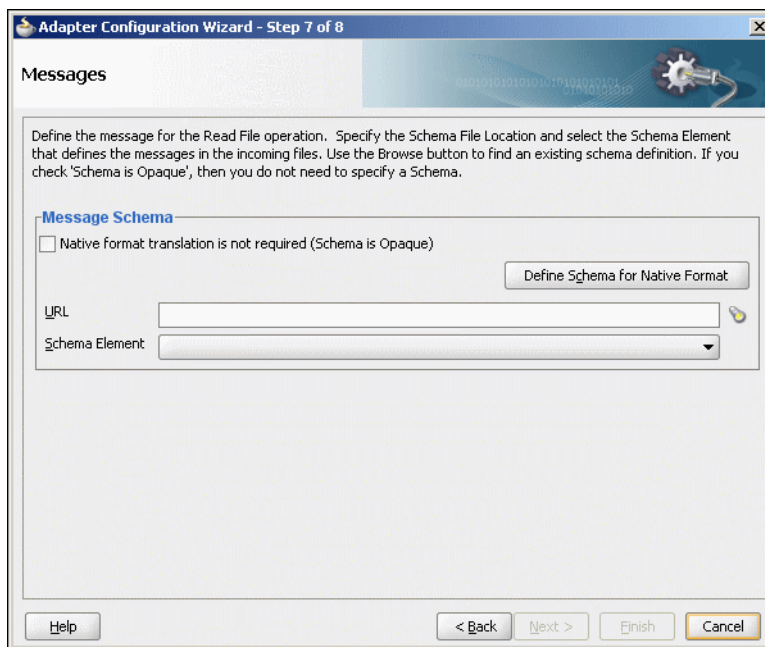 Adapter Configuration Wizard - Step 7 of 8
Messages
Define the message for the Read File operation. Specify the Schema File Location and select the Schema Element
that defines the messages in the incoming files. Use the Browse button to find an existing schema definition. If you
check 'Schema is Opaque', then you do not need to specify a Schema.
Message Schema
Native format translation is not required (Schema is Opaque)
Define Schema for Native Format
URL
Schema Element
Help
< Back
Next >
Finish
Cancel